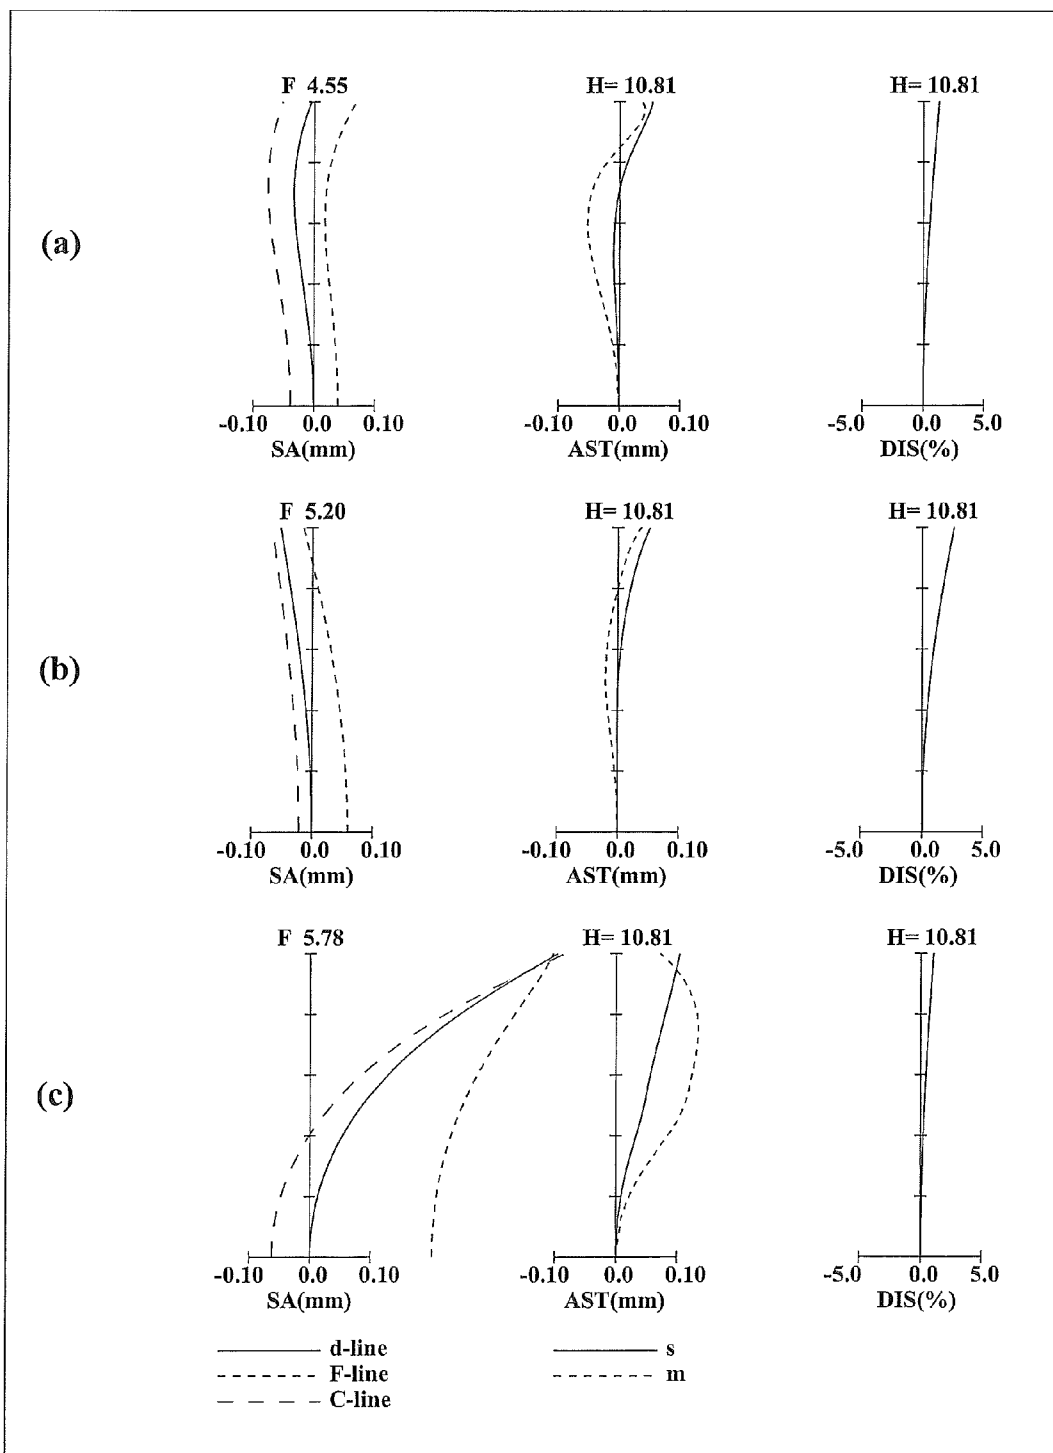 F 4.55 H= 10.81 H= 10.81
(a)
-0.10 0.0 0.10 -0.10 0.0 0.10 -5.0 0.0 5.0
SA(mm) AST(mm) DIS(%)
F 5.20 H= 10.81 H= 10.81
(b)
-0.10 0.0 0.10 -0.10 0.0 0.10 -5.0 0.0 5.0
SA(mm) AST(mm) DIS(%)
F 5.78 H= 10.81 H= 10.81
(c)
-0.10 0.0 0.10 -0.10 0.0 0.10 -5.0 0.0 5.0
SA(mm) AST(mm) DIS(%)
d-line s
F-line m
C-line